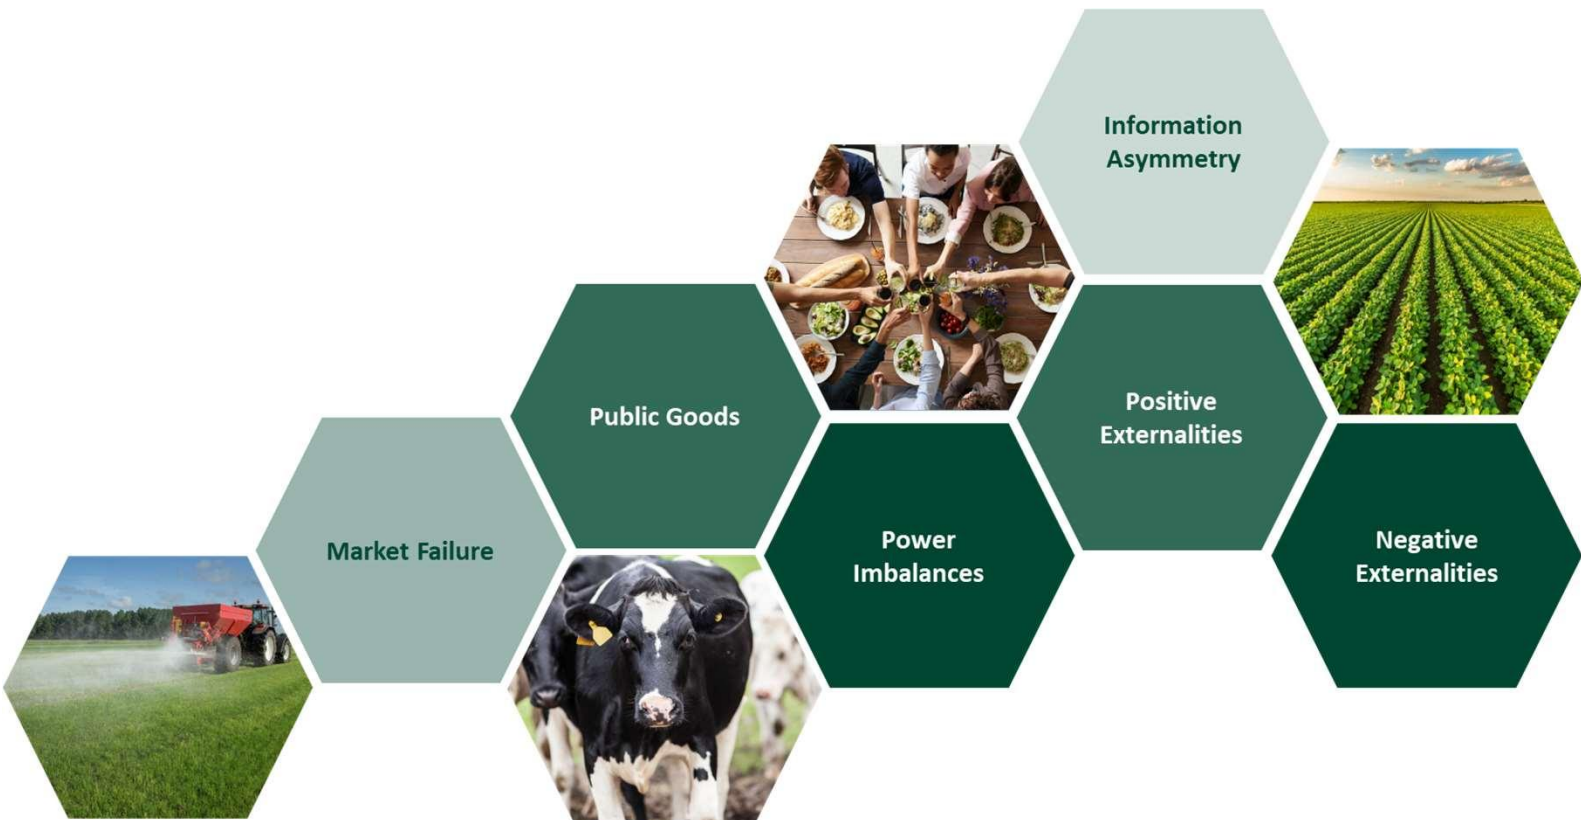 Information
Asymmetry
Public Goods
Positive
Externalities
Market Failure
Power
Imbalances
Negative
Externalities